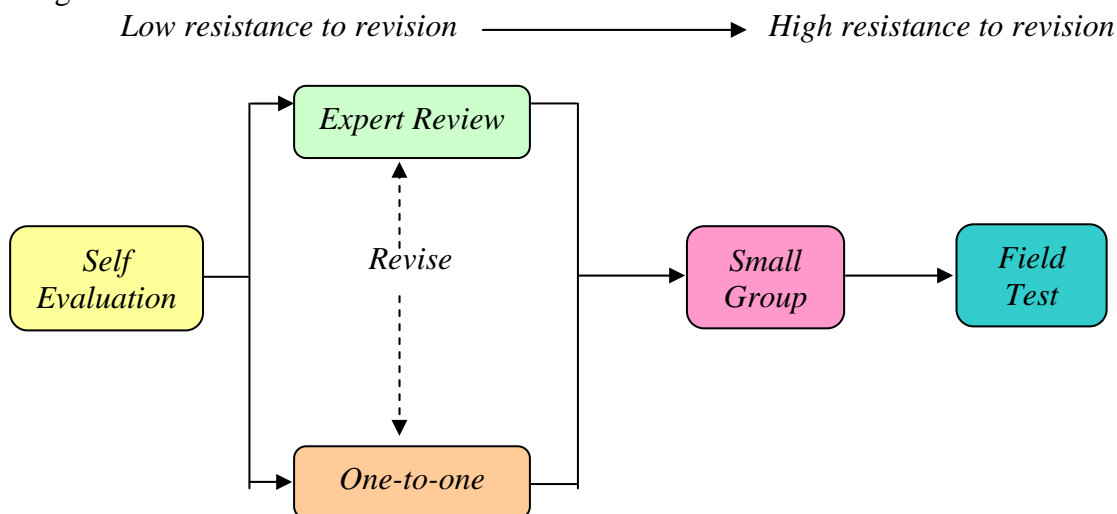 Low resistance to revision High resistance to revision
Expert Review
Self
Evaluation
Revise
Small
Group
Field
Test
One-to-one